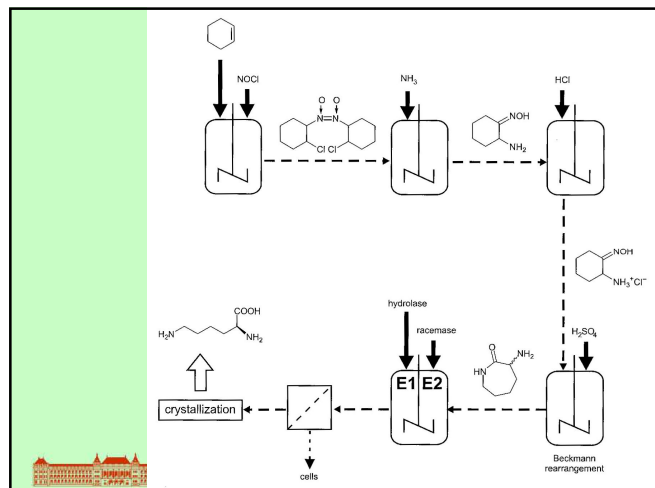 NOCl
O O
N=N
Cl Cl
NH₃
NOH
NH₂
HCl
NOH
NH₃⁺Cl⁻
H₂SO₄
Beckmann
rearrangement
O
NH₂
HN
hydrolase
racemase
E1 E2
cells
crystallization
COOH
H₂N
NH₂